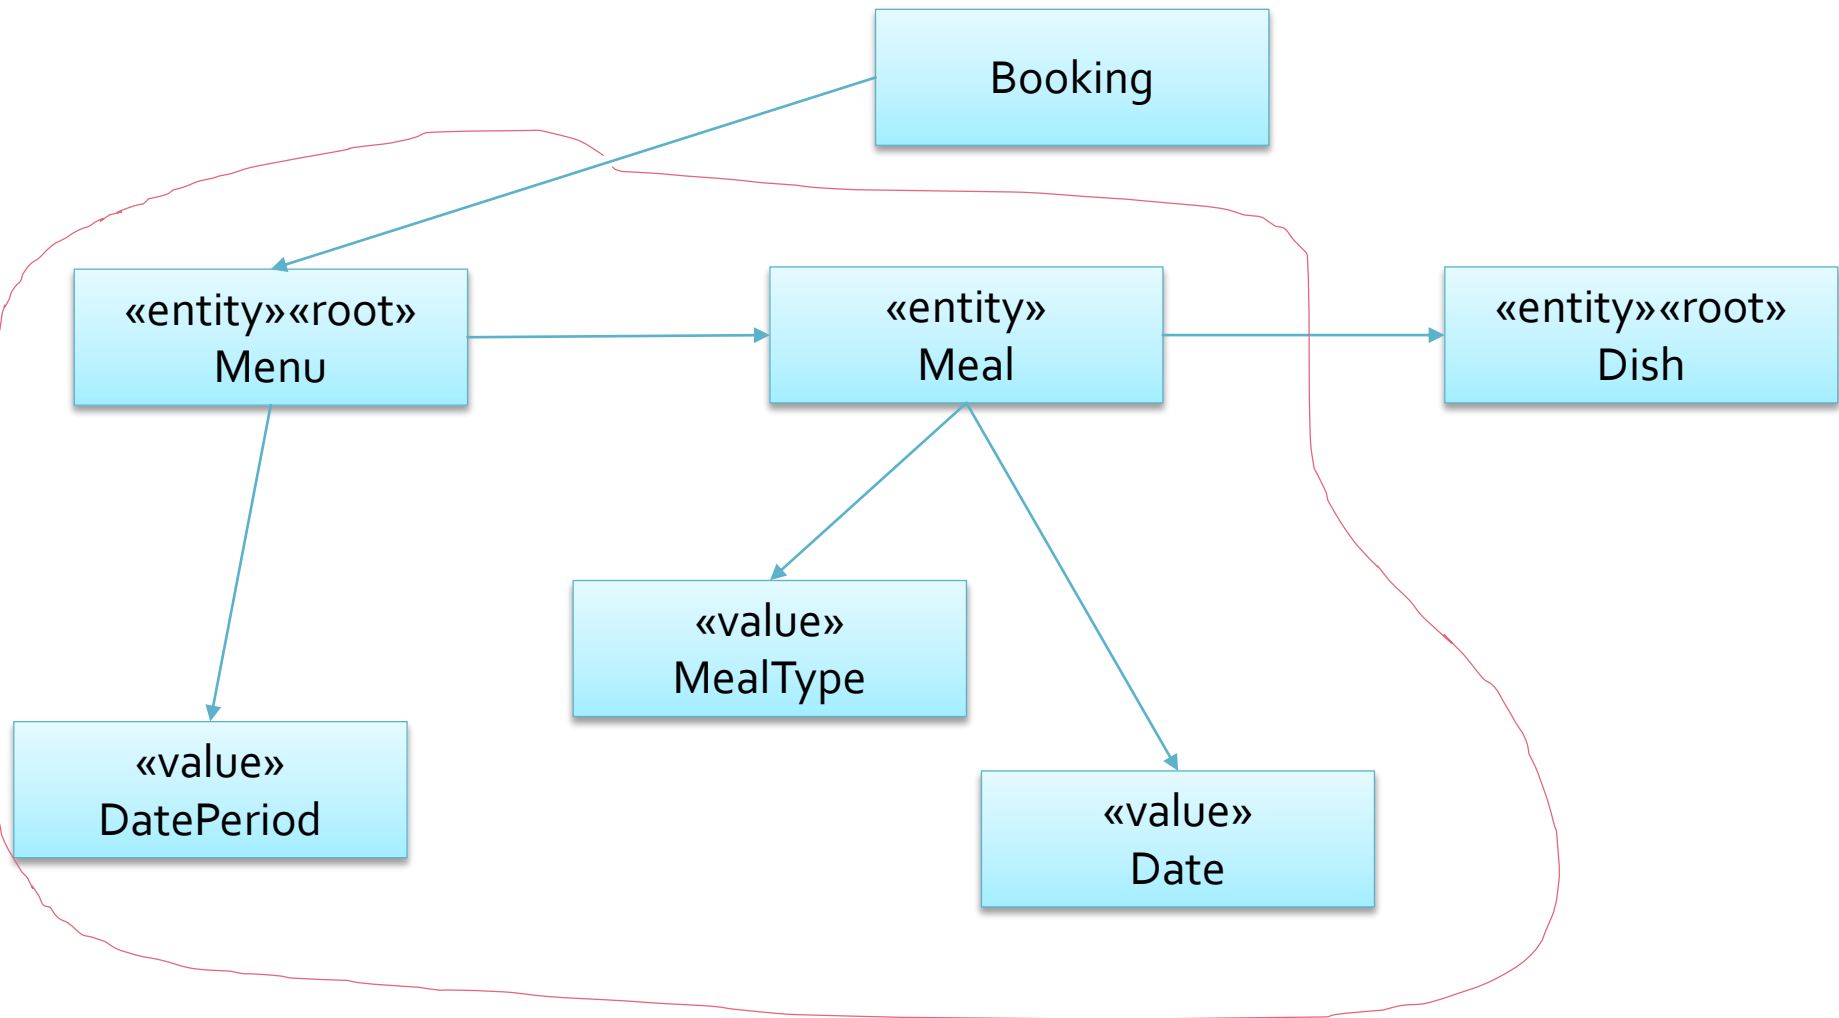 Booking
«entity»«root»
Menu
«entity»
Meal
«entity»«root»
Dish
«value»
MealType
«value»
DatePeriod
«value»
Date